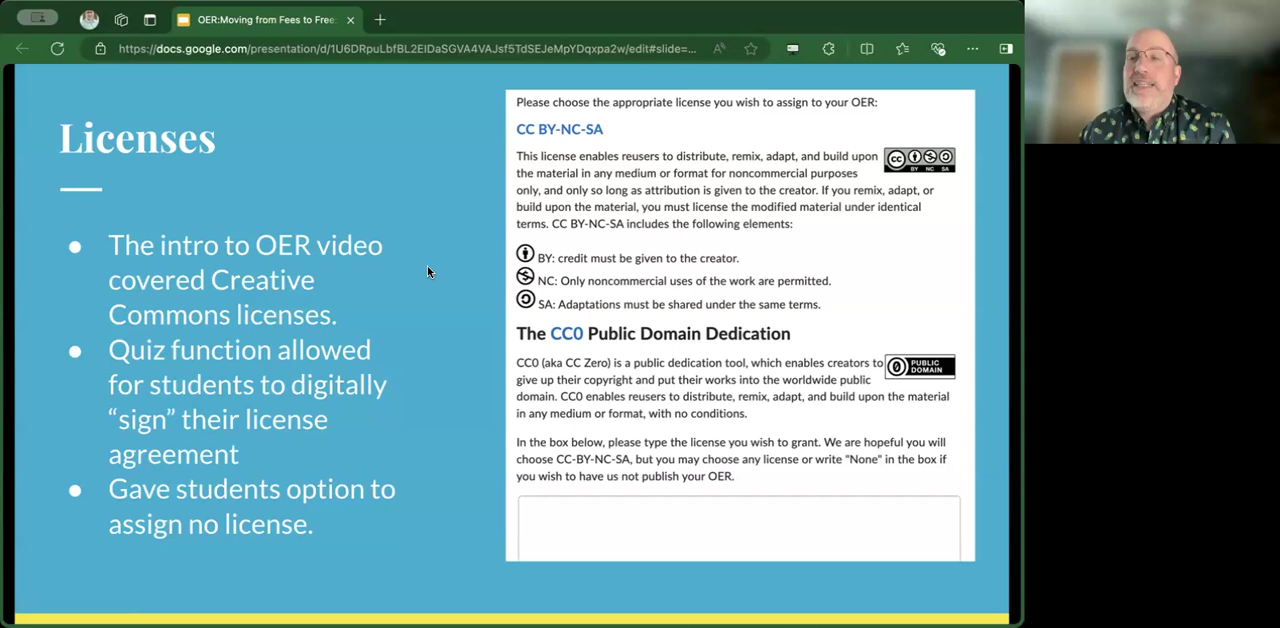 OER:Moving from Fees to Free
https://docs.google.com/presentation/d/1U6DRpuLbfBL2EIDaSGVA4VAJsf5TdSEJeMpYDqxpa2w/edit#slide=...
Licenses
● The intro to OER video
covered Creative
Commons licenses.
● Quiz function allowed
for students to digitally
“sign” their license
agreement
● Gave students option to
assign no license.
Please choose the appropriate license you wish to assign to your OER:
CC BY-NC-SA
This license enables reusers to distribute, remix, adapt, and build upon
the material in any medium or format for noncommercial purposes
only, and only so long as attribution is given to the creator. If you remix, adapt, or
build upon the material, you must license the modified material under identical
terms. CC BY-NC-SA includes the following elements:
cc
BY NC SA
BY: credit must be given to the creator.
NC: Only noncommercial uses of the work are permitted.
SA: Adaptations must be shared under the same terms.
The CC0 Public Domain Dedication
CC0 (aka CC Zero) is a public dedication tool, which enables creators to
give up their copyright and put their works into the worldwide public
domain. CC0 enables reusers to distribute, remix, adapt, and build upon the material
in any medium or format, with no conditions.
PUBLIC
DOMAIN
In the box below, please type the license you wish to grant. We are hopeful you will
choose CC-BY-NC-SA, but you may choose any license or write "None" in the box if
you wish to have us not publish your OER.